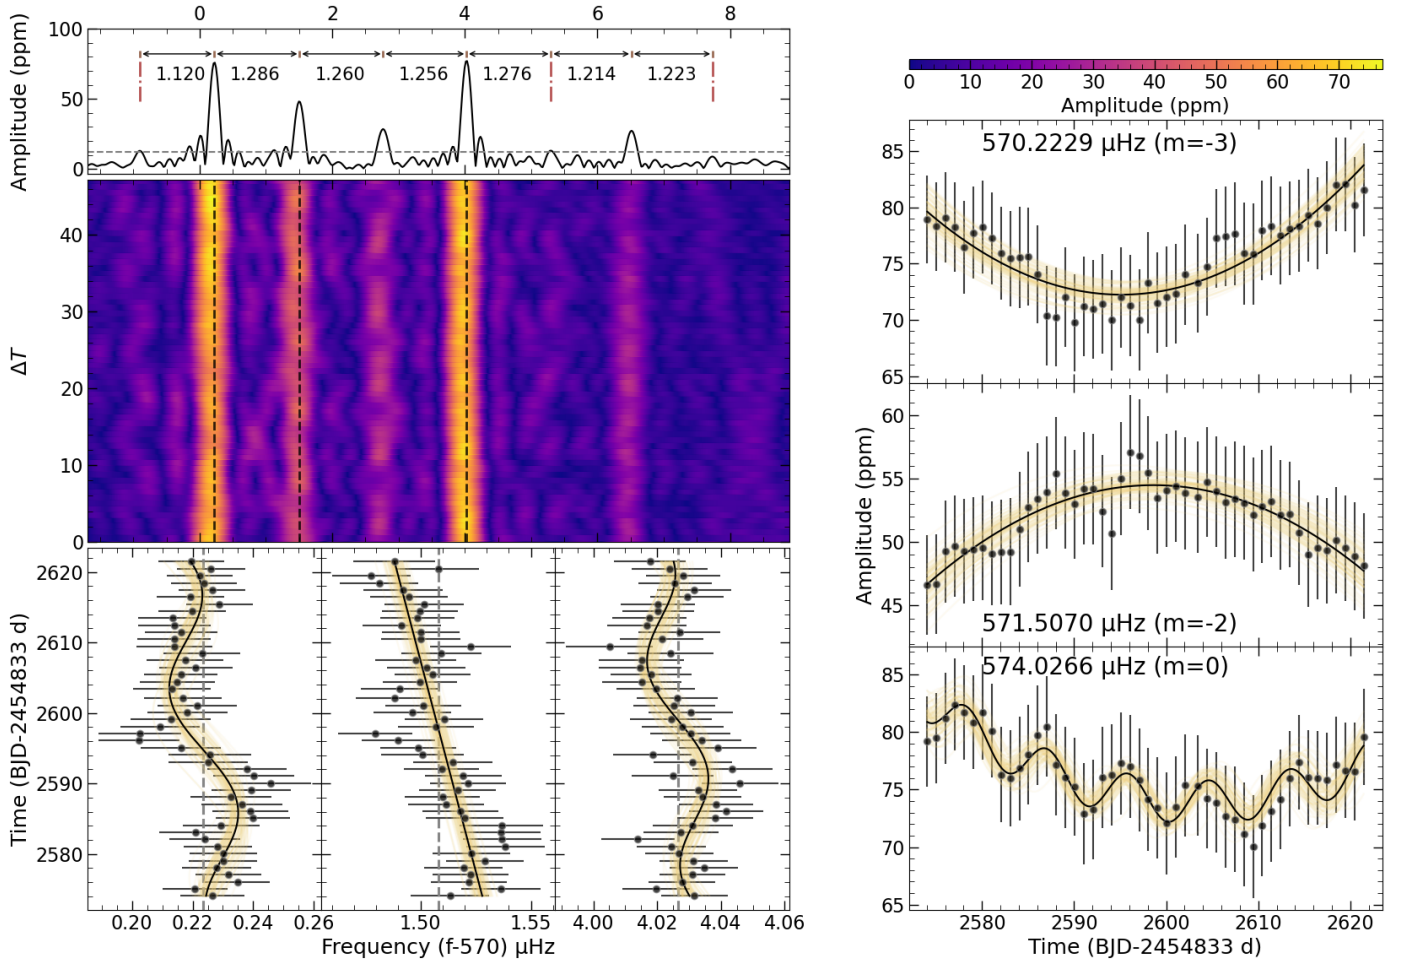 0 2 4 6 8
Amplitude (ppm)
100
50
0
1.120 1.286 1.260 1.256 1.276 1.214 1.223
ΔT
40
30
20
10
0
Time (BJD-2454833 d)
2620
2610
2600
2590
2580
0.20 0.22 0.24 0.26 1.50 1.55 4.00 4.02 4.04 4.06
Frequency (f-570) μHz
0 10 20 30 40 50 60 70
Amplitude (ppm)
570.2229 μHz (m=-3)
85
80
75
70
65
Amplitude (ppm)
60
55
50
45
571.5070 μHz (m=-2)
574.0266 μHz (m=0)
85
80
75
70
65
2580 2590 2600 2610 2620
Time (BJD-2454833 d)